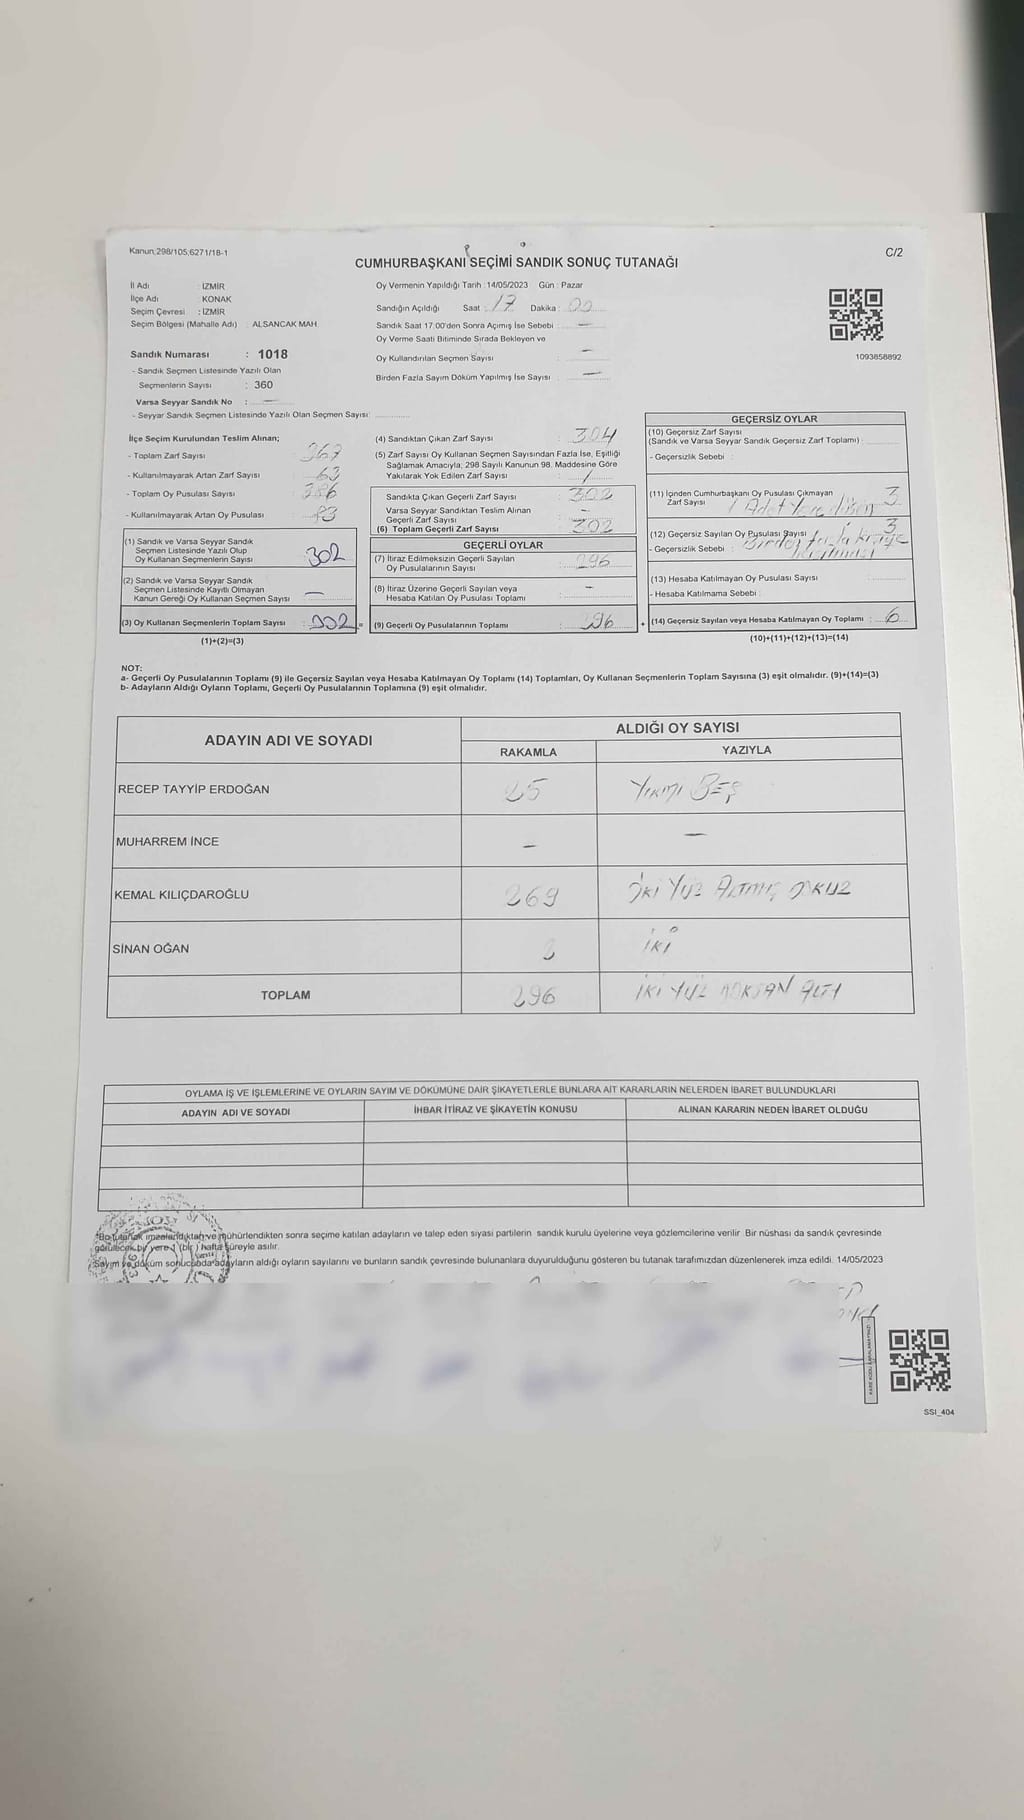 Kanun,298/105,6271/18-1
C/2
CUMHURBAŞKANI SEÇİMİ SANDIK SONUÇ TUTANAĞI
İl Adı : İZMİR
İlçe Adı : KONAK
Seçim Çevresi : İZMİR
Seçim Bölgesi (Mahalle Adı) : ALSANCAK MAH.
Oy Vermenin Yapıldığı Tarih :14/05/2023 Gün : Pazar
Sandığın Açıldığı Saat : 17 Dakika : 00
Sandık Saat 17:00'den Sonra Açımış İse Sebebi : —
Oy Verme Saati Bitiminde Sırada Bekleyen ve
Oy Kullandırılan Seçmen Sayısı : —
Birden Fazla Sayım Döküm Yapılmış İse Sayısı : —
1093858892
Sandık Numarası : 1018
- Sandık Seçmen Listesinde Yazılı Olan
Seçmenlerin Sayısı : 360
Varsa Seyyar Sandık No : —
- Seyyar Sandık Seçmen Listesinde Yazılı Olan Seçmen Sayısı:
İlçe Seçim Kurulundan Teslim Alınan;
- Toplam Zarf Sayısı :
- Kullanılmayarak Artan Zarf Sayısı : 63
- Toplam Oy Pusulası Sayısı :
- Kullanılmayarak Artan Oy Pusulası :
(1) Sandık ve Varsa Seyyar Sandık
Seçmen Listesinde Yazılı Olup
Oy Kullanan Seçmenlerin Sayısı : 302
(2) Sandık ve Varsa Seyyar Sandık
Seçmen Listesinde Kayıtlı Olmayan
Kanun Gereği Oy Kullanan Seçmen Sayısı : —
(3) Oy Kullanan Seçmenlerin Toplam Sayısı : 302 =
(1)+(2)=(3)
(4) Sandıktan Çıkan Zarf Sayısı : 304
(5) Zarf Sayısı Oy Kullanan Seçmen Sayısından Fazla İse, Eşitliği
Sağlamak Amacıyla; 298 Sayılı Kanunun 98. Maddesine Göre
Yakılarak Yok Edilen Zarf Sayısı :
Sandıkta Çıkan Geçerli Zarf Sayısı : 302
Varsa Seyyar Sandıktan Teslim Alınan
Geçerli Zarf Sayısı : —
(6) Toplam Geçerli Zarf Sayısı : 302
GEÇERLİ OYLAR
(7) İtiraz Edilmeksizin Geçerli Sayılan
Oy Pusulalarının Sayısı : 296
(8) İtiraz Üzerine Geçerli Sayılan veya
Hesaba Katılan Oy Pusulası Toplamı : —
(9) Geçerli Oy Pusulalarının Toplamı : 296 +
GEÇERSİZ OYLAR
(10) Geçersiz Zarf Sayısı
(Sandık ve Varsa Seyyar Sandık Geçersiz Zarf Toplamı) :
- Geçersizlik Sebebi :
(11) İçinden Cumhurbaşkanı Oy Pusulası Çıkmayan
Zarf Sayısı : 3
1 Adet Yere düşen
(12) Geçersiz Sayılan Oy Pusulası Sayısı : 3
- Geçersizlik Sebebi : Birden fazla kişiye
(13) Hesaba Katılmayan Oy Pusulası Sayısı :
- Hesaba Katılmama Sebebi :
(14) Geçersiz Sayılan veya Hesaba Katılmayan Oy Toplamı : 6
(10)+(11)+(12)+(13)=(14)
NOT:
a- Geçerli Oy Pusulalarının Toplamı (9) ile Geçersiz Sayılan veya Hesaba Katılmayan Oy Toplamı (14) Toplamları, Oy Kullanan Seçmenlerin Toplam Sayısına (3) eşit olmalıdır. (9)+(14)=(3)
b- Adayların Aldığı Oyların Toplamı, Geçerli Oy Pusulalarının Toplamına (9) eşit olmalıdır.
ADAYIN ADI VE SOYADI ALDIĞI OY SAYISI
RAKAMLA YAZIYLA
RECEP TAYYİP ERDOĞAN 25 YİRMİ BEŞ
MUHARREM İNCE — —
KEMAL KILIÇDAROĞLU 269 İKİ YÜZ ALTMIŞ DOKUZ
SİNAN OĞAN 2 İKİ
TOPLAM 296 İKİ YÜZ DOKSAN ALTI
OYLAMA İŞ VE İŞLEMLERİNE VE OYLARIN SAYIM VE DÖKÜMÜNE DAİR ŞİKAYETLERLE BUNLARA AİT KARARLARIN NELERDEN İBARET BULUNDUKLARI
ADAYIN ADI VE SOYADI İHBAR İTİRAZ VE ŞİKAYETİN KONUSU ALINAN KARARIN NEDEN İBARET OLDUĞU
*Bu tutanak imzalandıktan ve mühürlendikten sonra seçime katılan adayların ve talep eden siyasi partilerin sandık kurulu üyelerine veya gözlemcilerine verilir. Bir nüshası da sandık çevresinde
görülecek bir yere 1 (bir) hafta süreyle asılır.
*Sayım ve döküm sonucunda adayların aldığı oyların sayılarını ve bunların sandık çevresinde bulunanlara duyurulduğunu gösteren bu tutanak tarafımızdan düzenlenerek imza edildi. 14/05/2023
SSI_404